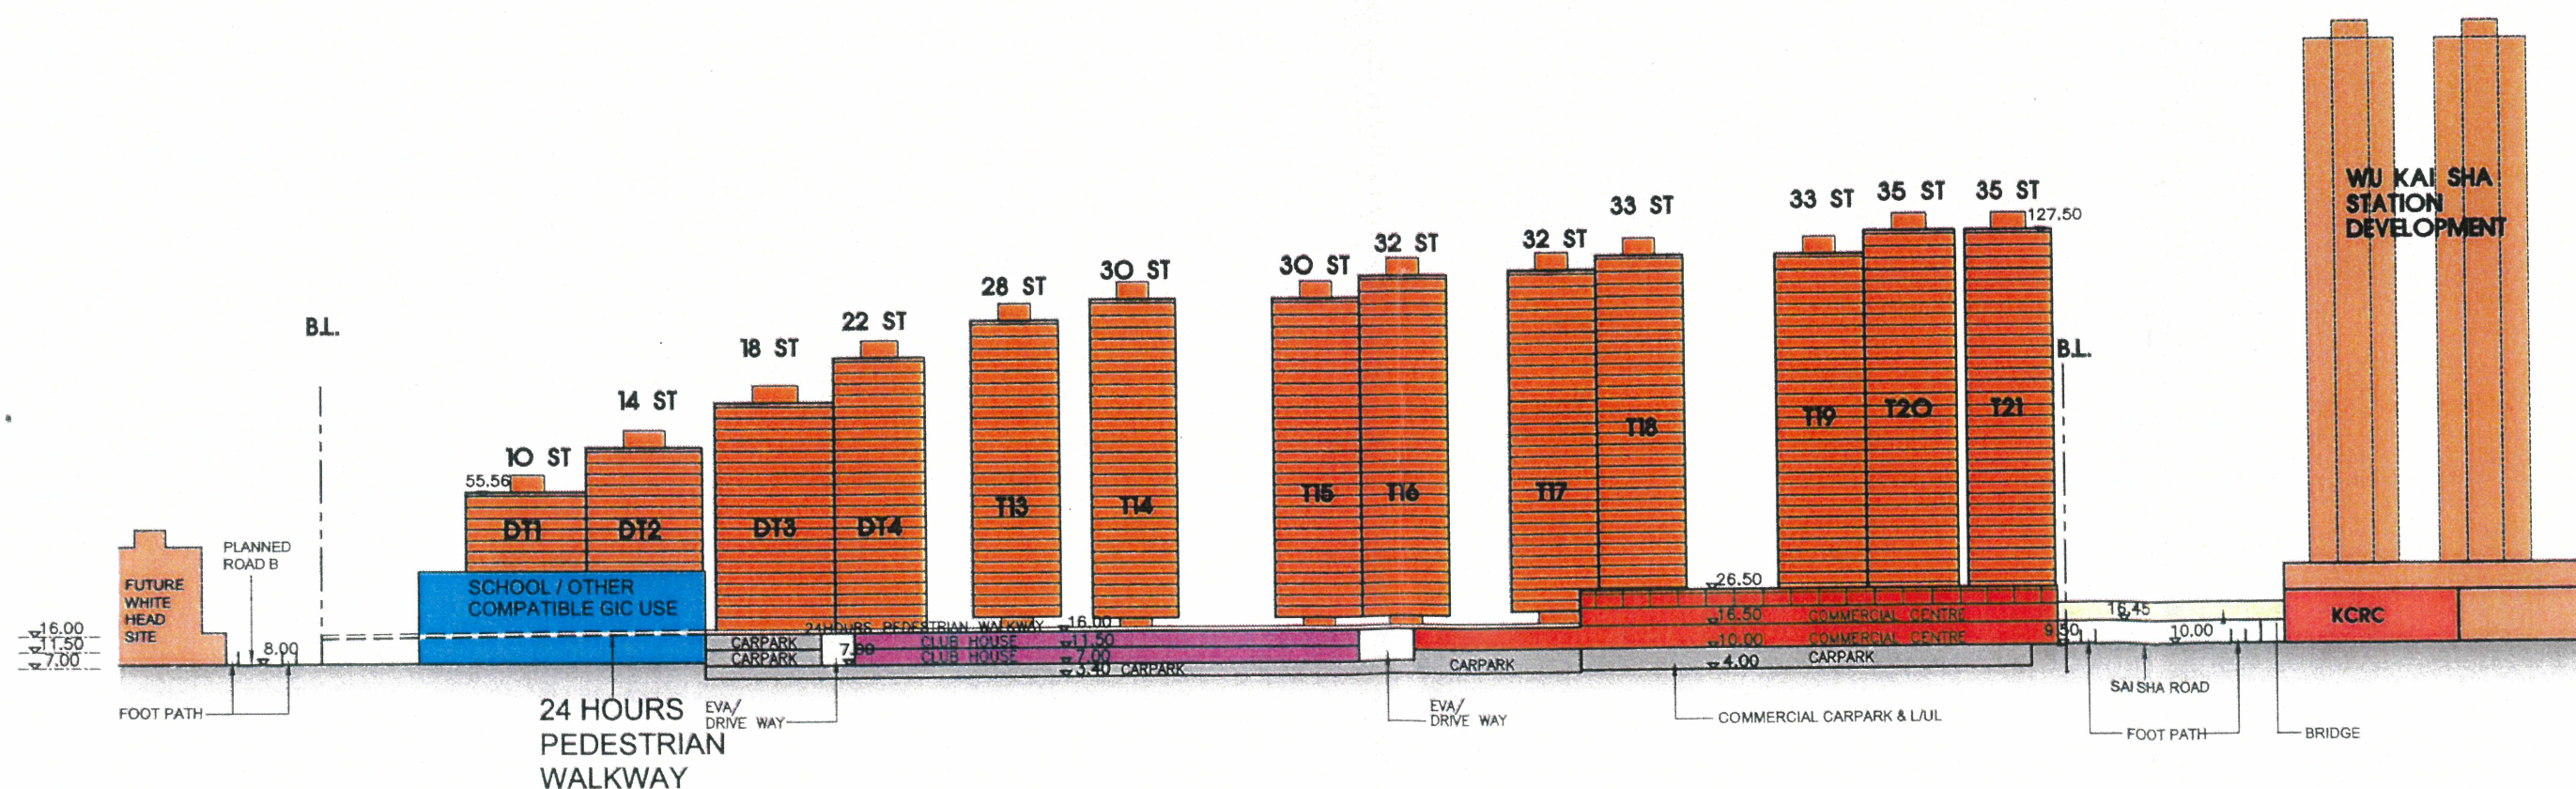 WU KAI SHA
STATION
DEVELOPMENT
35 ST
35 ST
33 ST
33 ST
127.50
32 ST
32 ST
30 ST
30 ST
28 ST
22 ST
18 ST
14 ST
10 ST
B.L.
B.L.
55.56
DT1
DT2
DT3
DT4
T13
T14
T15
T16
T17
T18
T19
T20
T21
PLANNED
ROAD B
FUTURE
WHITE
HEAD
SITE
SCHOOL / OTHER
COMPATIBLE GIC USE
26.50
16.50 COMMERCIAL CENTRE
10.00 COMMERCIAL CENTRE
4.00 CARPARK
16.45
KCRC
9.50
10.00
16.00
11.50
7.00
8.00
24HOURS PEDESTRIAN WALKWAY 16.00
CARPARK
CARPARK
CLUB HOUSE 11.50
CLUB HOUSE 7.00
3.40 CARPARK
CARPARK
SAI SHA ROAD
FOOT PATH
24 HOURS
PEDESTRIAN
WALKWAY
EVA/
DRIVE WAY
EVA/
DRIVE WAY
COMMERCIAL CARPARK & L/UL
FOOT PATH
BRIDGE